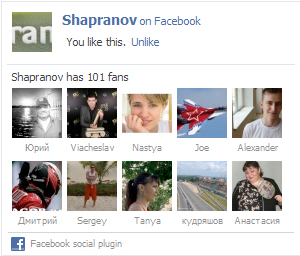 ran
Shapranov on Facebook
You like this. Unlike
Shapranov has 101 fans
Юрий Viacheslav Nastya Joe Alexander
Дмитрий Sergey Tanya кудряшов Анастасия
Facebook social plugin